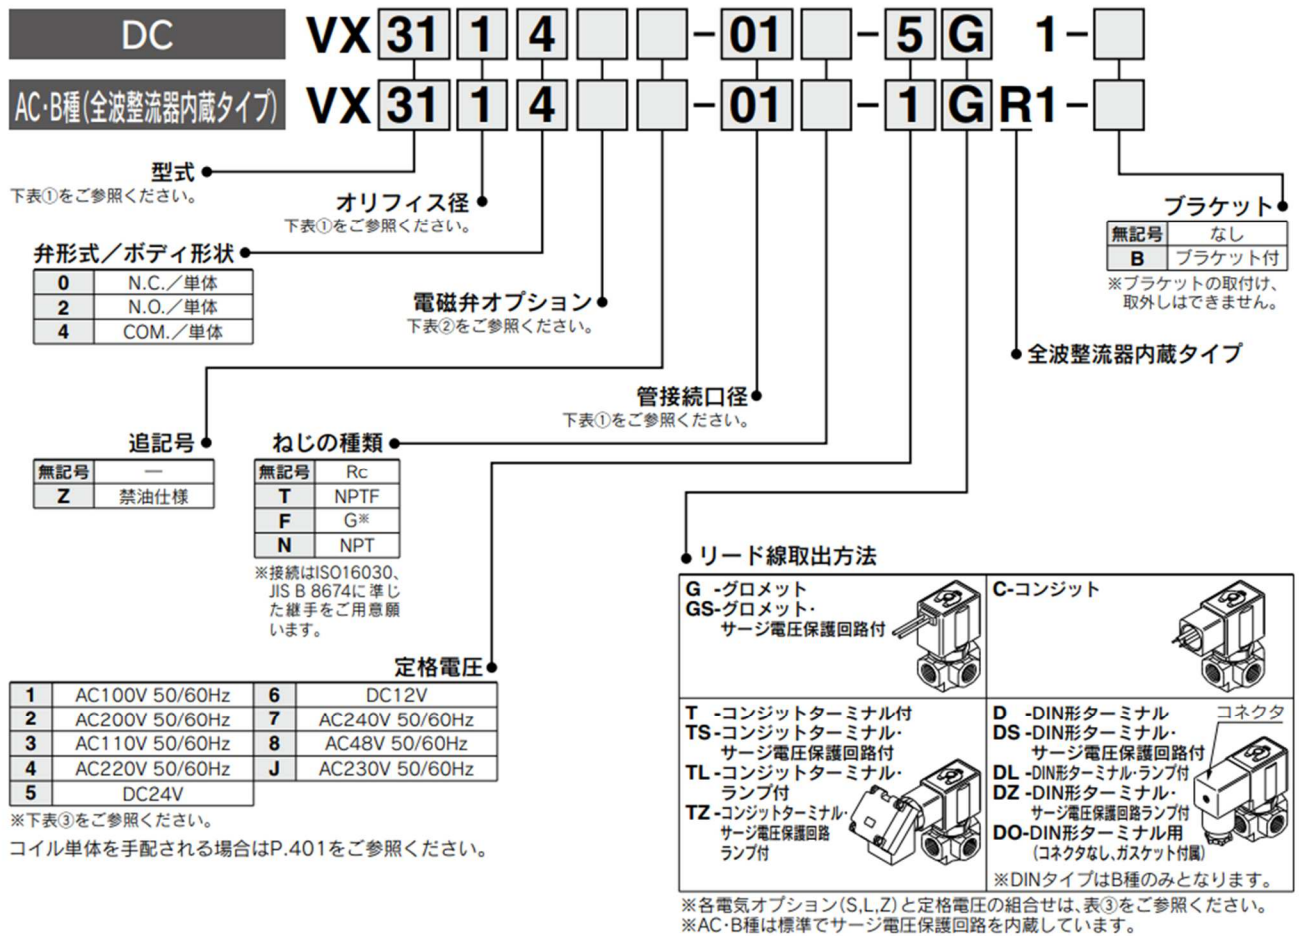 DC VX 31 1 4 - 01 - 5 G 1 -
AC・B種(全波整流器内蔵タイプ) VX 31 1 4 - 01 - 1 G R1 -
型式
下表①をご参照ください。
オリフィス径
下表①をご参照ください。
弁形式／ボディ形状
0 N.C.／単体
2 N.O.／単体
4 COM.／単体
電磁弁オプション
下表②をご参照ください。
ブラケット
無記号 なし
B ブラケット付
※ブラケットの取付け、
取外しはできません。
全波整流器内蔵タイプ
管接続口径
下表①をご参照ください。
追記号
無記号 —
Z 禁油仕様
ねじの種類
無記号 Rc
T NPTF
F G※
N NPT
※接続はISO16030、
JIS B 8674に準じ
た継手をご用意願
います。
定格電圧
1 AC100V 50/60Hz 6 DC12V
2 AC200V 50/60Hz 7 AC240V 50/60Hz
3 AC110V 50/60Hz 8 AC48V 50/60Hz
4 AC220V 50/60Hz J AC230V 50/60Hz
5 DC24V
※下表③をご参照ください。
コイル単体を手配される場合はP.401をご参照ください。
リード線取出方法
G -グロメット
GS-グロメット・
サージ電圧保護回路付
C-コンジット
T -コンジットターミナル付
TS-コンジットターミナル・
サージ電圧保護回路付
TL-コンジットターミナル・
ランプ付
TZ-コンジットターミナル・
サージ電圧保護回路
ランプ付
D -DIN形ターミナル
コネクタ
DS-DIN形ターミナル・
サージ電圧保護回路付
DL-DIN形ターミナル・ランプ付
DZ-DIN形ターミナル・
サージ電圧保護回路ランプ付
DO-DIN形ターミナル用
(コネクタなし、ガスケット付属)
※DINタイプはB種のみとなります。
※各電気オプション(S,L,Z)と定格電圧の組合せは、表③をご参照ください。
※AC・B種は標準でサージ電圧保護回路を内蔵しています。